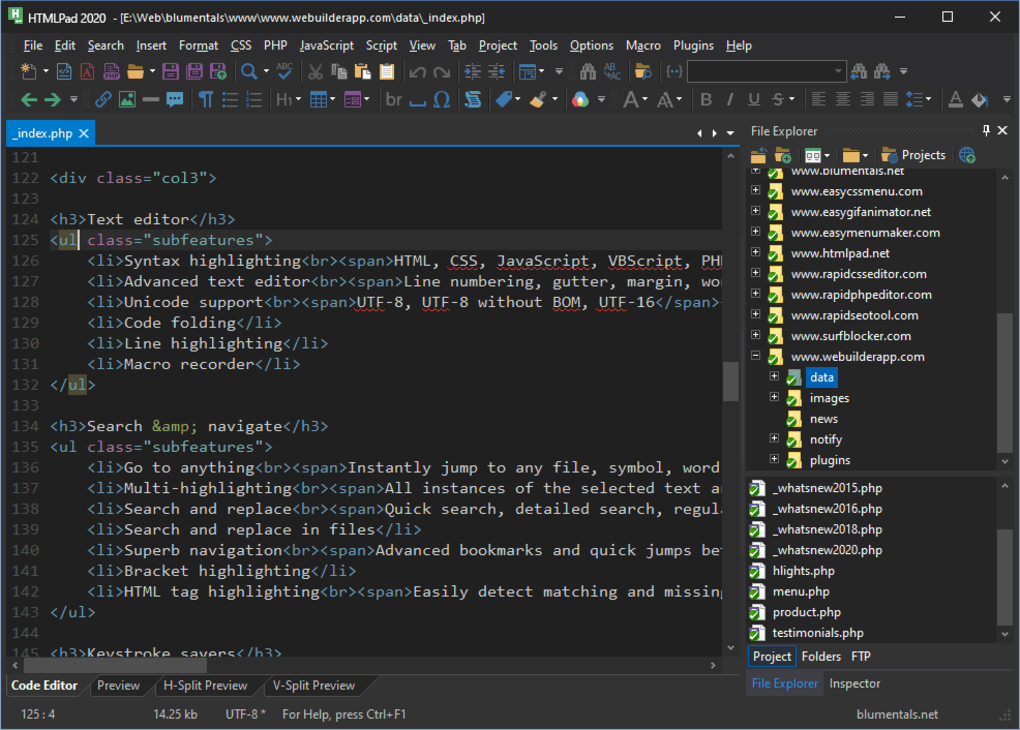 HTMLPad 2020 - [E:\Web\blumentals\www\www.webuilderapp.com\data\_index.php]
File Edit Search Insert Format CSS PHP JavaScript Script View Tab Project Tools Options Macro Plugins Help
_index.php
121
122 <div class="col3">
123
124 <h3>Text editor</h3>
125 <ul class="subfeatures">
126 <li>Syntax highlighting<br><span>HTML, CSS, JavaScript, VBScript, PH
127 <li>Advanced text editor<br><span>Line numbering, gutter, margin, wo
128 <li>Unicode support<br><span>UTF-8, UTF-8 without BOM, UTF-16</span>
129 <li>Code folding</li>
130 <li>Line highlighting</li>
131 <li>Macro recorder</li>
132 </ul>
133
134 <h3>Search &amp; navigate</h3>
135 <ul class="subfeatures">
136 <li>Go to anything<br><span>Instantly jump to any file, symbol, word
137 <li>Multi-highlighting<br><span>All instances of the selected text a
138 <li>Search and replace<br><span>Quick search, detailed search, regul
139 <li>Search and replace in files</li>
140 <li>Superb navigation<br><span>Advanced bookmarks and quick jumps be
141 <li>Bracket highlighting</li>
142 <li>HTML tag highlighting<br><span>Easily detect matching and missing
143 </ul>
144
145 <h3>Keystroke savers</h3>
Code Editor Preview H-Split Preview V-Split Preview
125 : 4 14.25 kb UTF-8 * For Help, press Ctrl+F1
File Explorer
Projects
www.blumentals.net
www.easycssmenu.com
www.easygifanimator.net
www.easymenumaker.com
www.htmlpad.net
www.rapidcsseditor.com
www.rapidphpeditor.com
www.rapidseotool.com
www.surfblocker.com
www.webuilderapp.com
data
images
news
notify
plugins
_whatsnew2015.php
_whatsnew2016.php
_whatsnew2018.php
_whatsnew2020.php
hlights.php
menu.php
product.php
testimonials.php
Project Folders FTP
File Explorer Inspector
blumentals.net